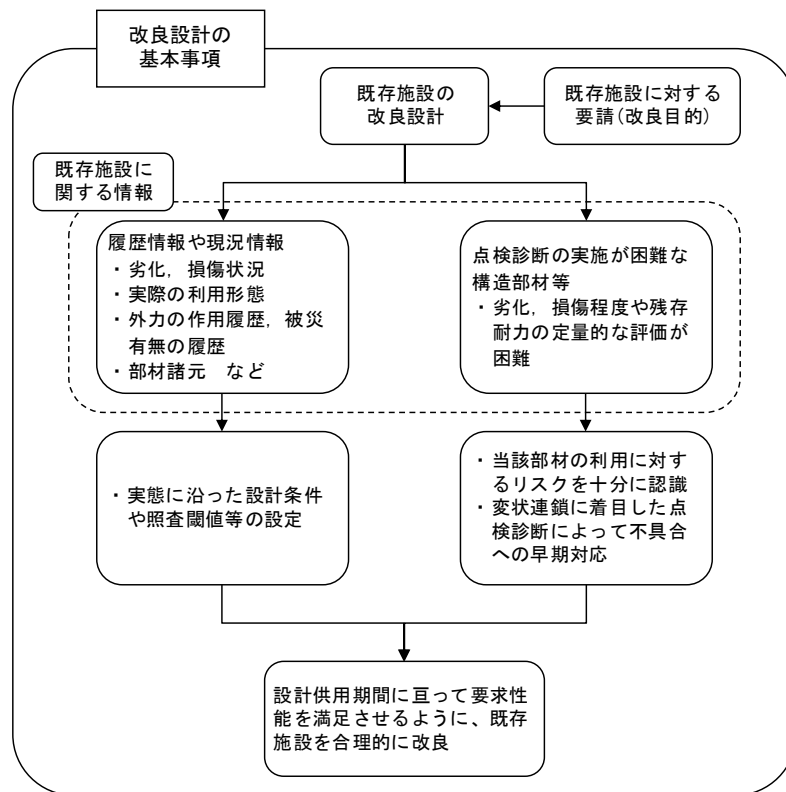 改良設計の
基本事項
既存施設の
改良設計
既存施設に対する
要請(改良目的)
既存施設に
関する情報
履歴情報や現況情報
・劣化，損傷状況
・実際の利用形態
・外力の作用履歴，被災
有無の履歴
・部材諸元　など
点検診断の実施が困難な
構造部材等
・劣化，損傷程度や残存
耐力の定量的な評価が
困難
・実態に沿った設計条件
や照査閾値等の設定
・当該部材の利用に対す
るリスクを十分に認識
・変状連鎖に着目した点
検診断によって不具合
への早期対応
設計供用期間に亘って要求性
能を満足させるように、既存
施設を合理的に改良